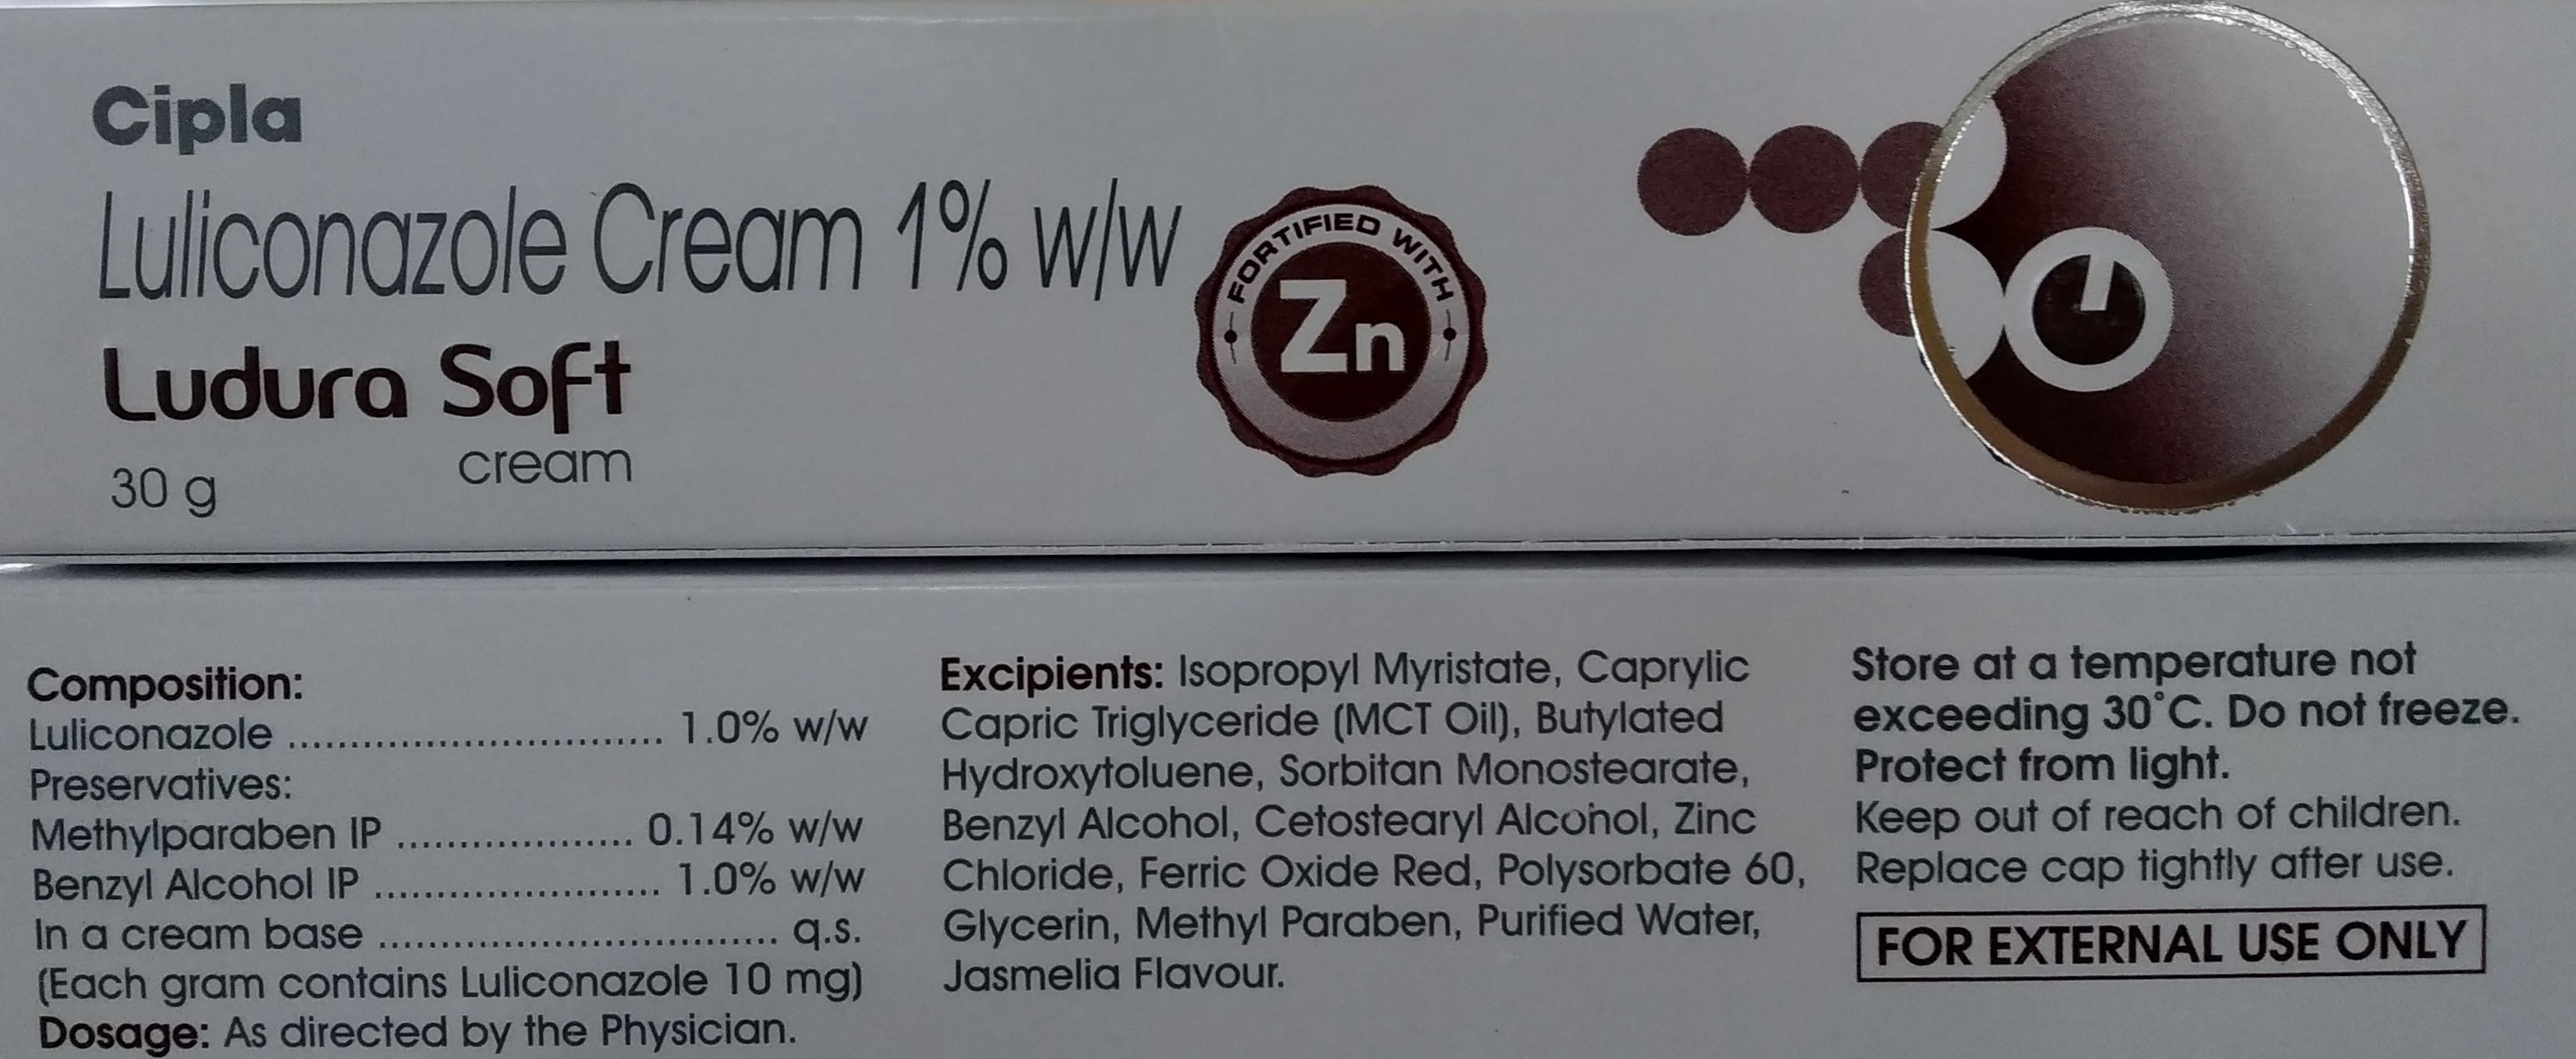 Cipla
Luliconazole Cream 1% w/w
Ludura Soft
cream
30 g
FORTIFIED WITH
Zn
Composition:
Luliconazole ............................... 1.0% w/w
Preservatives:
Methylparaben IP ................... 0.14% w/w
Benzyl Alcohol IP ........................ 1.0% w/w
In a cream base ................................. q.s.
(Each gram contains Luliconazole 10 mg)
Dosage: As directed by the Physician.
Excipients: Isopropyl Myristate, Caprylic
Capric Triglyceride (MCT Oil), Butylated
Hydroxytoluene, Sorbitan Monostearate,
Benzyl Alcohol, Cetostearyl Alcohol, Zinc
Chloride, Ferric Oxide Red, Polysorbate 60,
Glycerin, Methyl Paraben, Purified Water,
Jasmelia Flavour.
Store at a temperature not
exceeding 30°C. Do not freeze.
Protect from light.
Keep out of reach of children.
Replace cap tightly after use.
FOR EXTERNAL USE ONLY